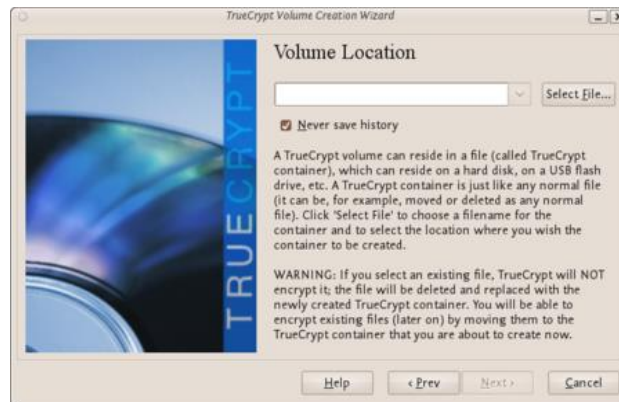 TrueCrypt Volume Creation Wizard
TRUECRYPT
Volume Location
Select File...
Never save history
A TrueCrypt volume can reside in a file (called TrueCrypt
container), which can reside on a hard disk, on a USB flash
drive, etc. A TrueCrypt container is just like any normal file
(it can be, for example, moved or deleted as any normal
file). Click 'Select File' to choose a filename for the
container and to select the location where you wish the
container to be created.
WARNING: If you select an existing file, TrueCrypt will NOT
encrypt it; the file will be deleted and replaced with the
newly created TrueCrypt container. You will be able to
encrypt existing files (later on) by moving them to the
TrueCrypt container that you are about to create now.
Help < Prev Next > Cancel